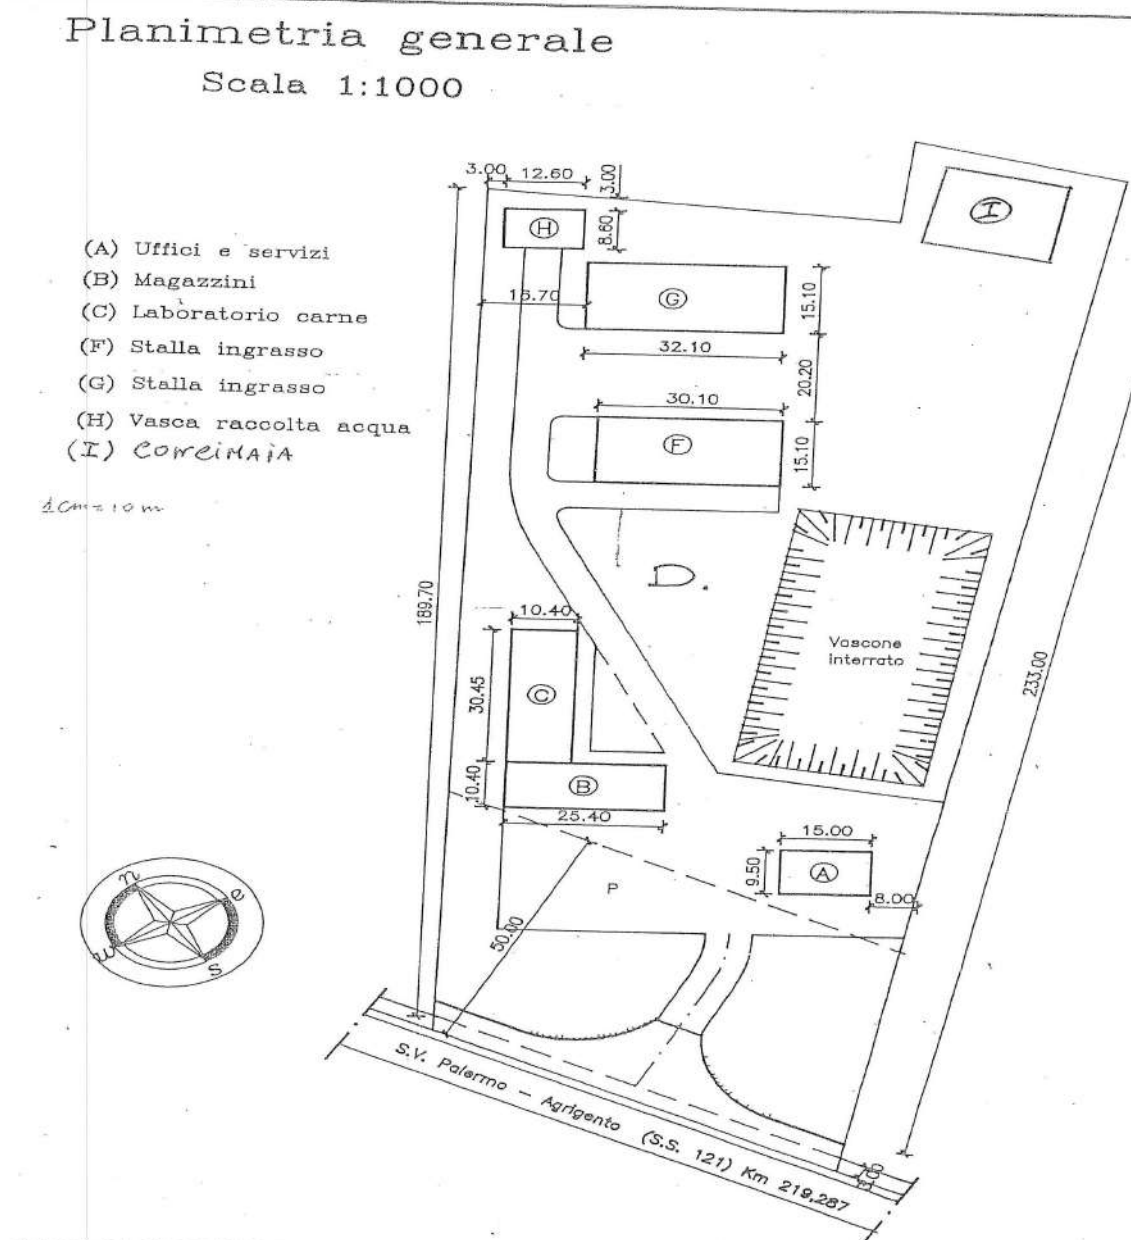 Planimetria generale
Scala 1:1000
(A) Uffici e servizi
(B) Magazzini
(C) Laboratorio carne
(F) Stalla ingrasso
(G) Stalla ingrasso
(H) Vasca raccolta acqua
(I) CONCIMAIA
1cm=10 m
3.00
12.60
3.00
H
8.60
I
16.70
G
15.10
32.10
20.20
30.10
F
15.10
D.
189.70
10.40
Vascone
interrato
233.00
30.45
C
10.40
B
25.40
15.00
9.50
A
8.00
P
50.00
n
e
w
s
S.V. Palermo - Agrigento (S.S. 121) Km 219,287